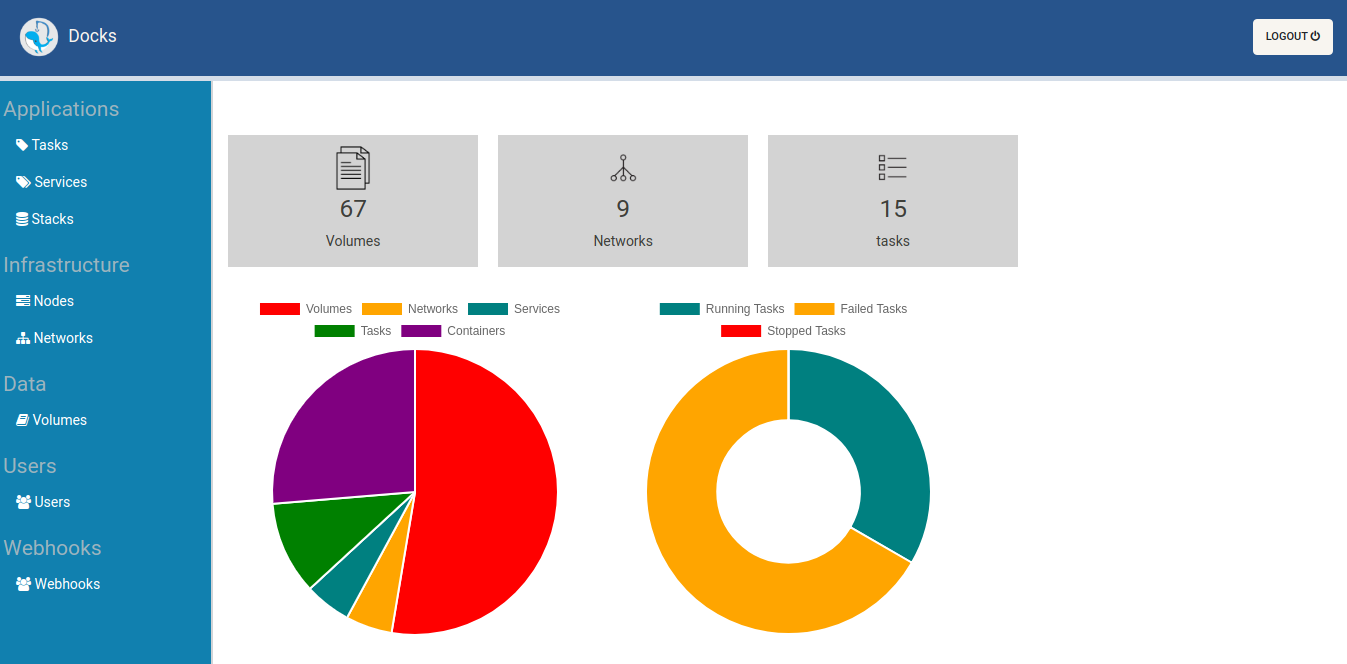 Docks
LOGOUT
Applications
Tasks
Services
Stacks
Infrastructure
Nodes
Networks
Data
Volumes
Users
Users
Webhooks
Webhooks
67
Volumes
9
Networks
15
tasks
Volumes Networks Services
Tasks Containers
Running Tasks Failed Tasks
Stopped Tasks